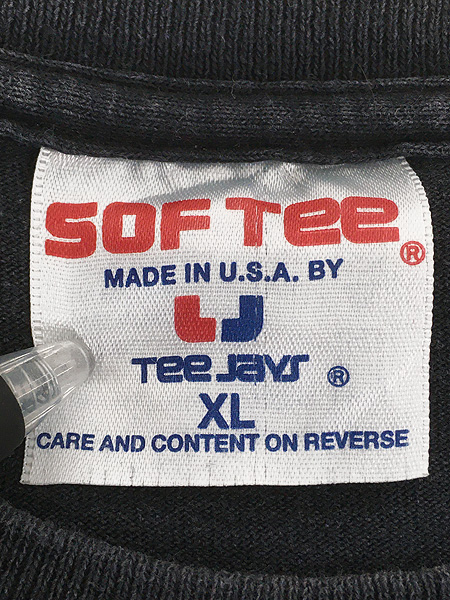 SOF TEE ®
MADE IN U.S.A. BY
TEE JAYS ®
XL
CARE AND CONTENT ON REVERSE